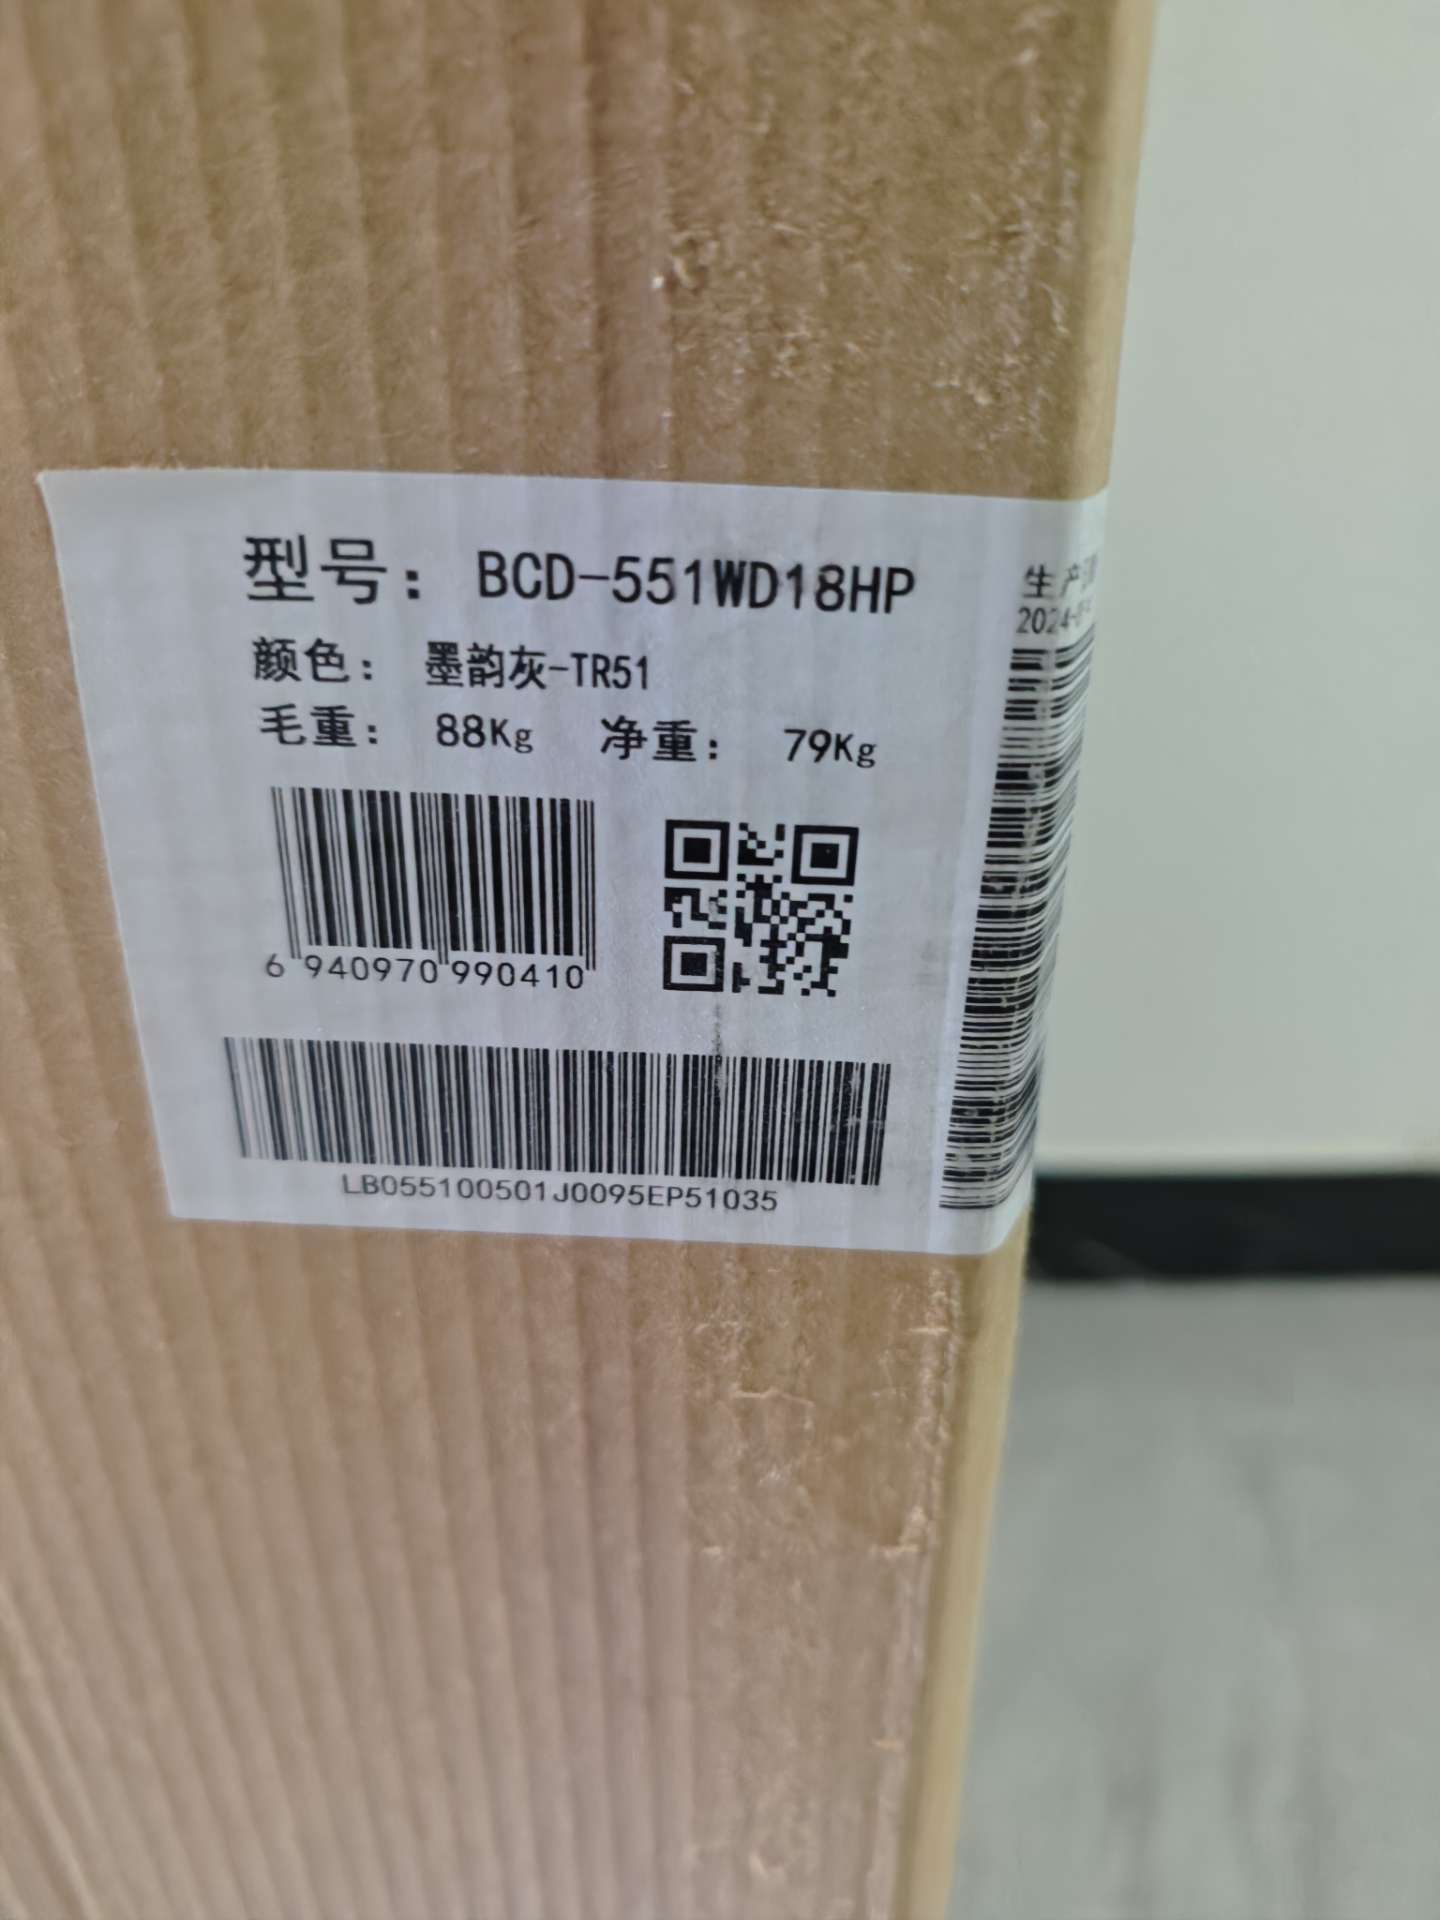 型号： BCD-551WD18HP
颜色： 墨韵灰-TR51
毛重： 88Kg 净重： 79Kg
6 940970 990410
LB055100501J0095EP51035
生产
2024-